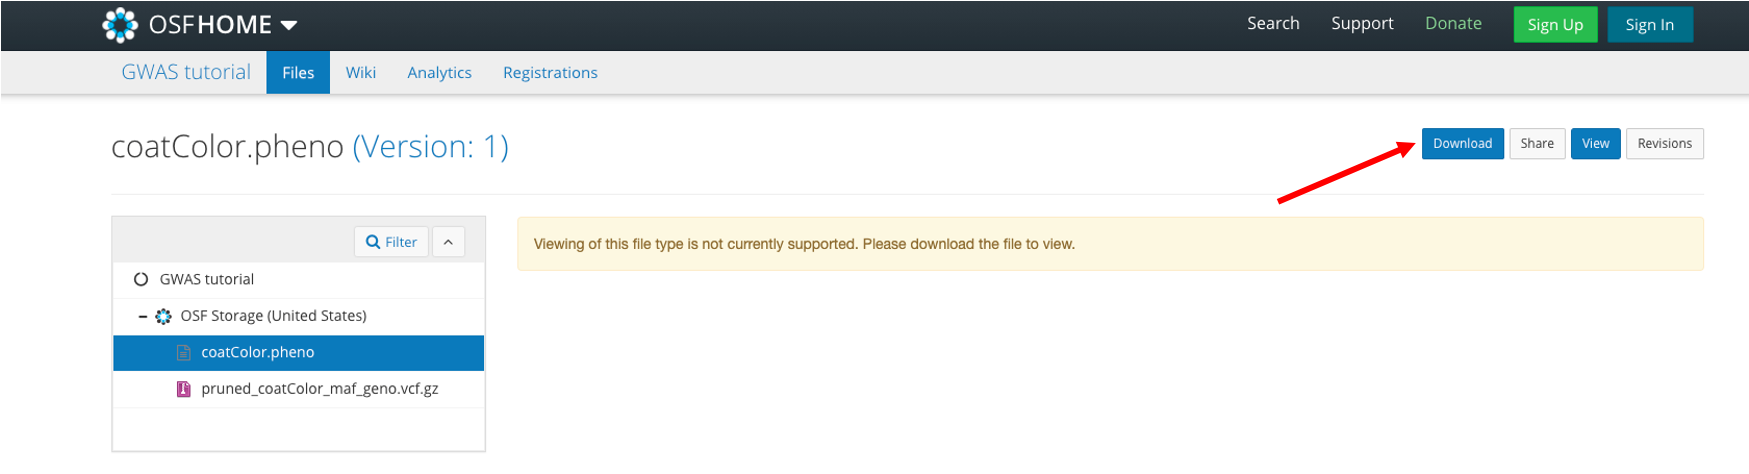 OSFHOME Search Support Donate Sign Up Sign In
GWAS tutorial Files Wiki Analytics Registrations
coatColor.pheno (Version: 1) Download Share View Revisions
Filter
Viewing of this file type is not currently supported. Please download the file to view.
GWAS tutorial
OSF Storage (United States)
coatColor.pheno
pruned_coatColor_maf_geno.vcf.gz